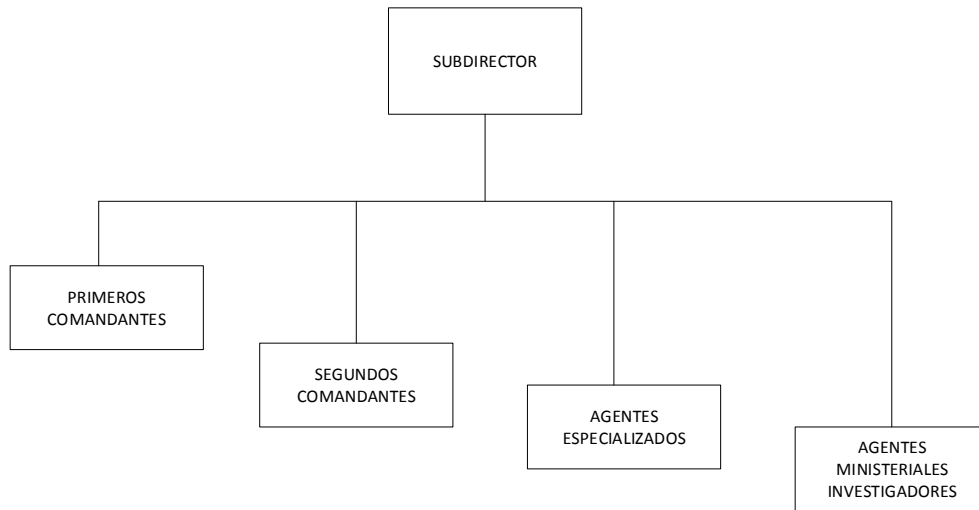 SUBDIRECTOR
PRIMEROS
COMANDANTES
SEGUNDOS
COMANDANTES
AGENTES
ESPECIALIZADOS
AGENTES
MINISTERIALES
INVESTIGADORES